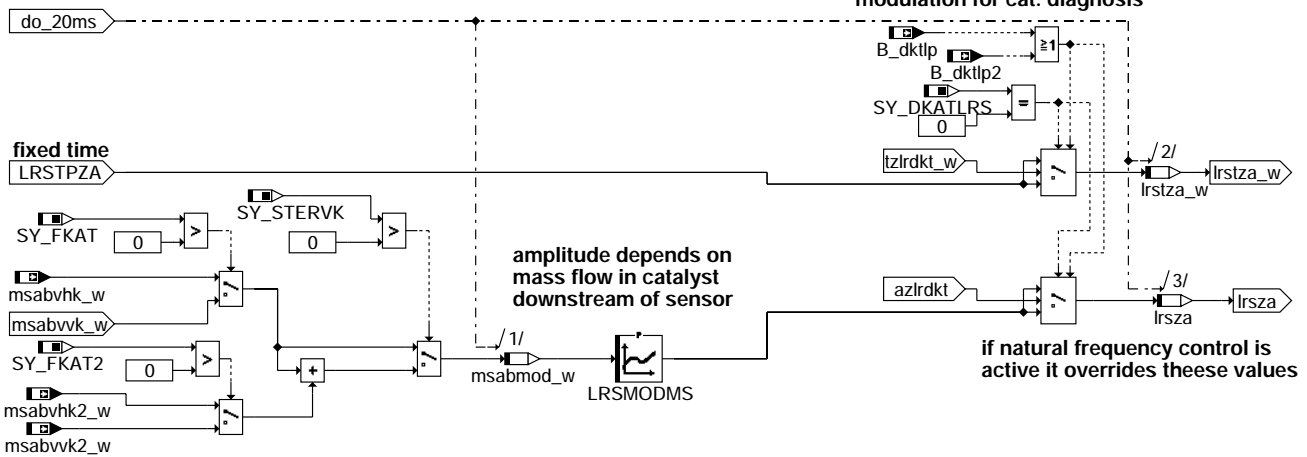 modulation for cat. diagnosis
do_20ms
B_dktlp
B_dktlp2
≥1
SY_DKATLRS
=
0
fixed time
LRSTPZA
tzlrdkt_w
/2/
lrstza_w
lrstza_w
SY_FKAT
0
>
SY_STERVK
0
>
amplitude depends on
mass flow in catalyst
downstream of sensor
msabvhk_w
msabvvk_w
azlrdkt
/3/
lrsza
lrsza
SY_FKAT2
0
>
+
/1/
msabmod_w
P
LRSMODMS
if natural frequency control is
active it overrides theese values
msabvhk2_w
msabvvk2_w